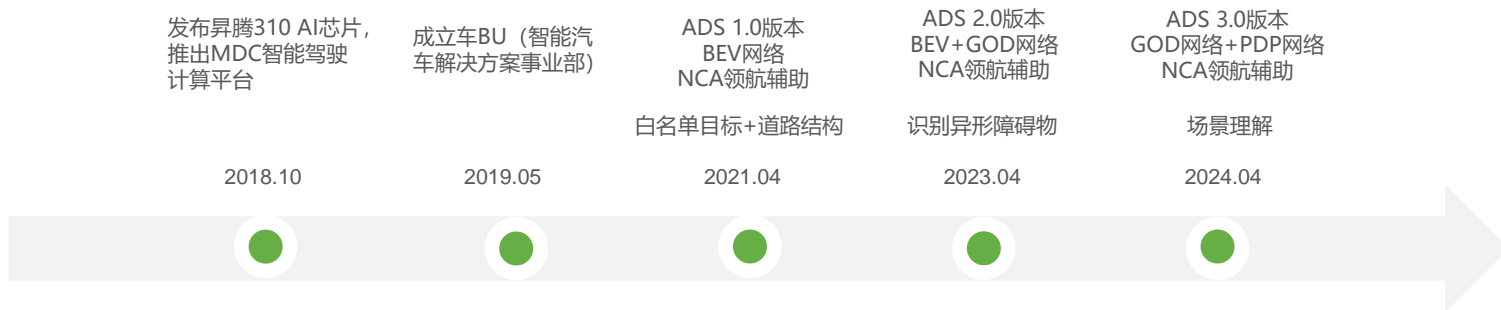 发布昇腾310 AI芯片，
推出MDC智能驾驶
计算平台
2018.10
成立车BU（智能汽
车解决方案事业部）
2019.05
ADS 1.0版本
BEV网络
NCA领航辅助
白名单目标+道路结构
2021.04
ADS 2.0版本
BEV+GOD网络
NCA领航辅助
识别异形障碍物
2023.04
ADS 3.0版本
GOD网络+PDP网络
NCA领航辅助
场景理解
2024.04